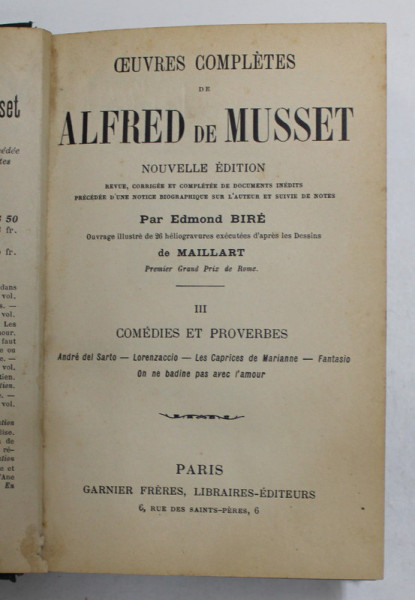 ŒUVRES COMPLÈTES
DE
ALFRED DE MUSSET
NOUVELLE ÉDITION
REVUE, CORRIGÉE ET COMPLÉTÉE DE DOCUMENTS INÉDITS
PRÉCÉDÉE D'UNE NOTICE BIOGRAPHIQUE SUR L'AUTEUR ET SUIVIE DE NOTES
Par Edmond BIRÉ
Ouvrage illustré de 26 héliogravures exécutées d'après les Dessins
de MAILLART
Premier Grand Prix de Rome.
III
COMÉDIES ET PROVERBES
André del Sarto — Lorenzaccio — Les Caprices de Marianne — Fantasio
On ne badine pas avec l'amour
PARIS
GARNIER FRÈRES, LIBRAIRES-ÉDITEURS
6, RUE DES SAINTS-PÈRES, 6